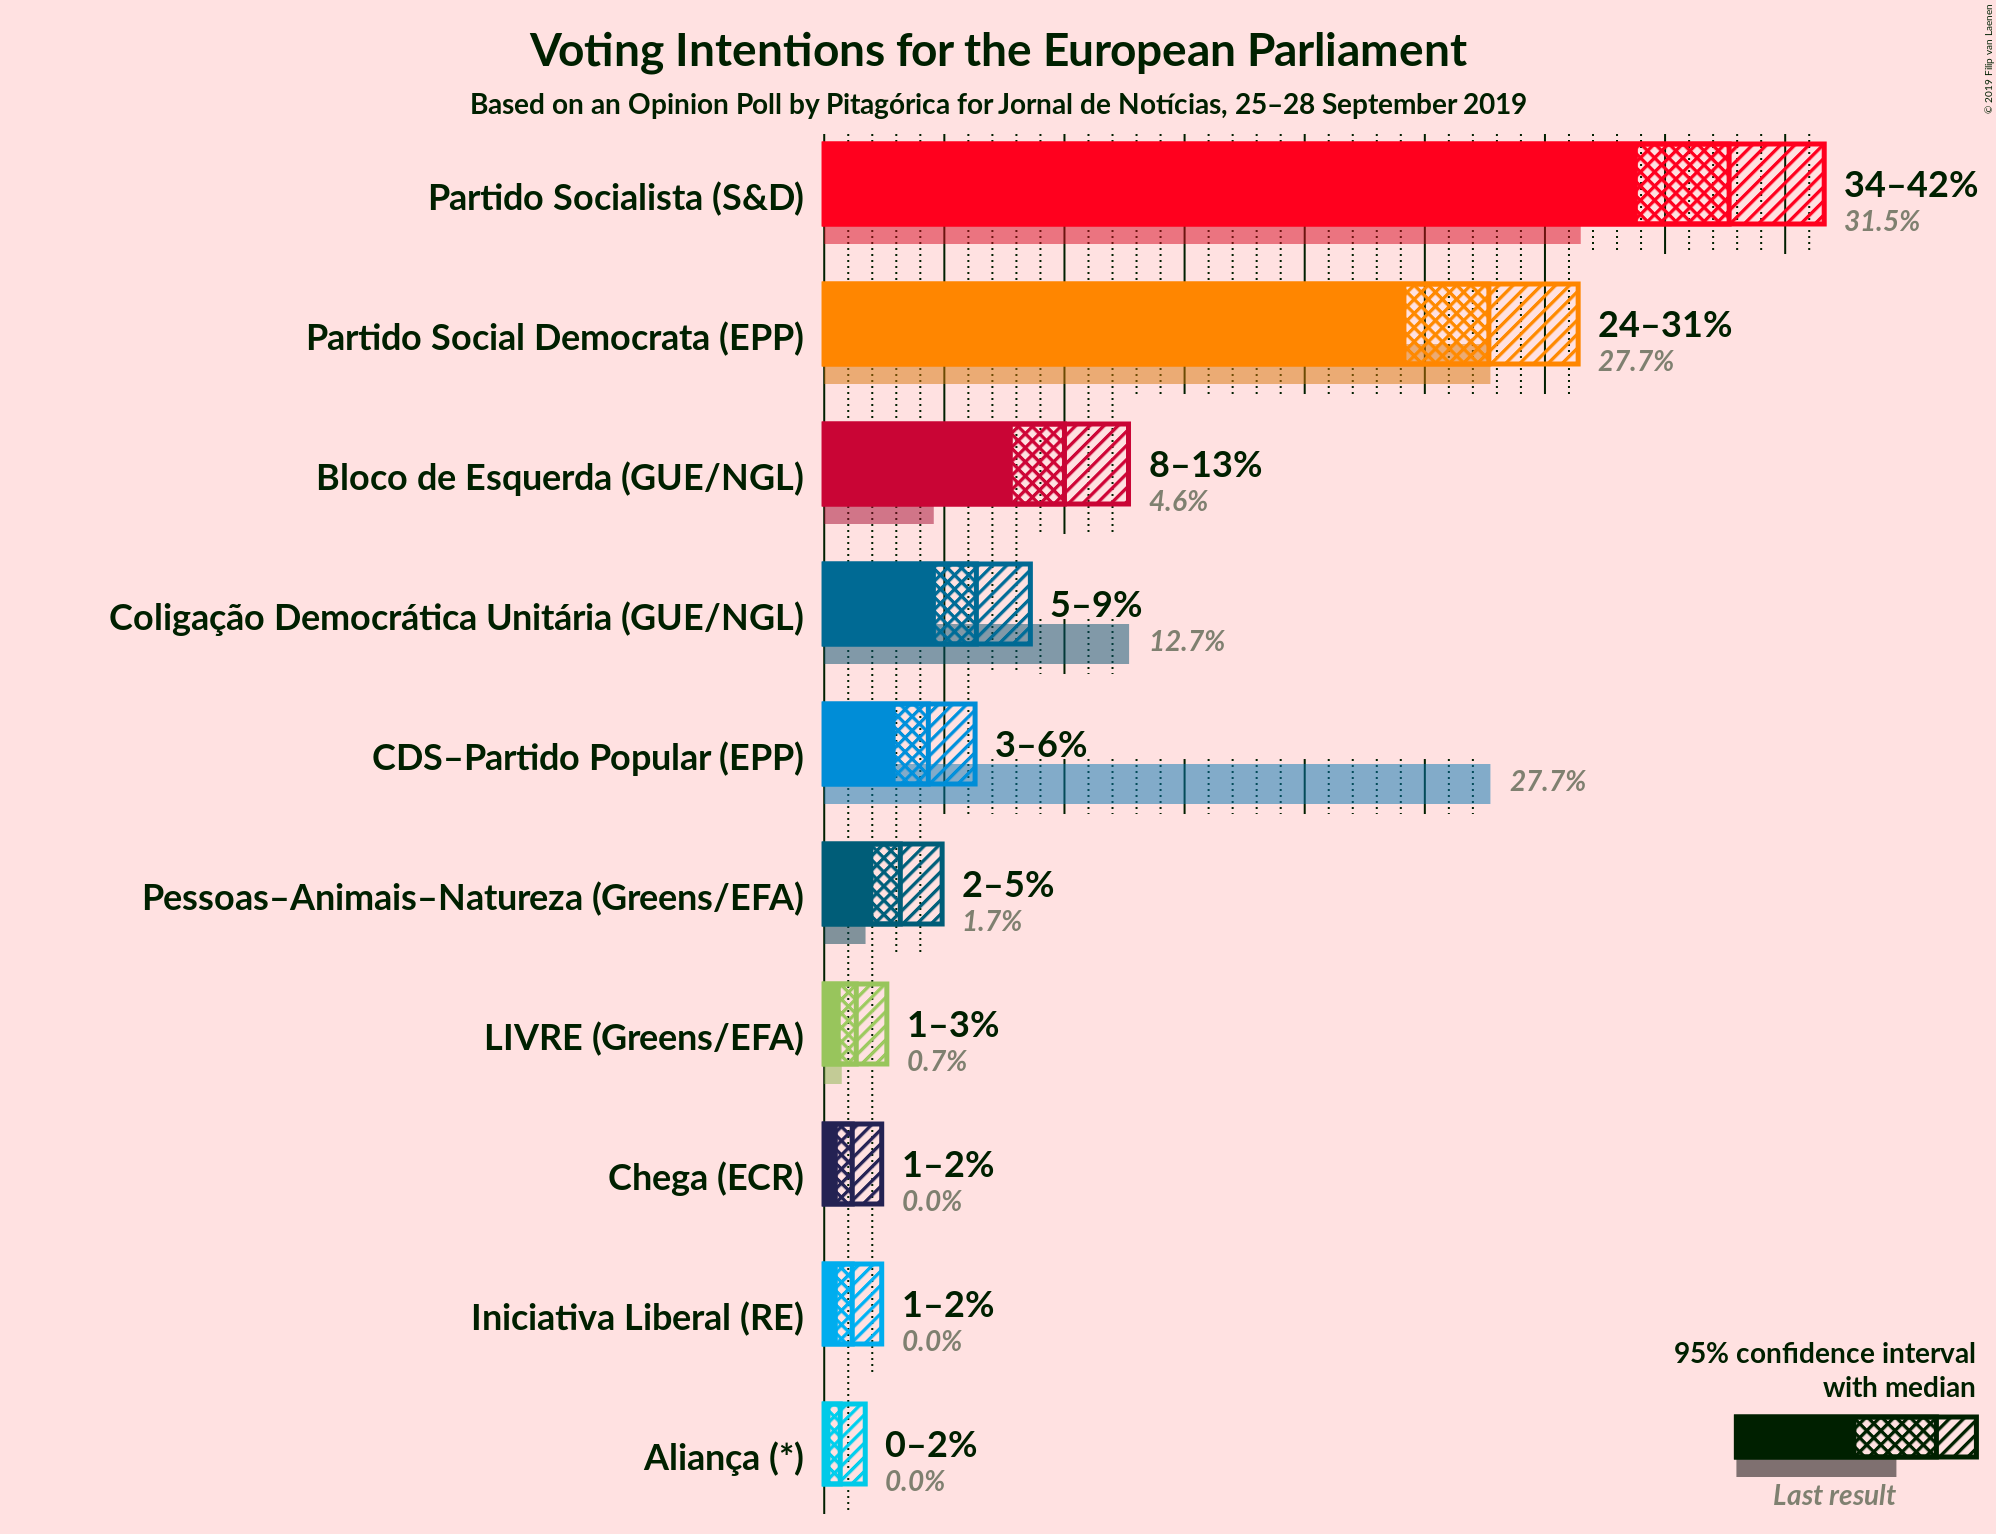 Voting Intentions for the European Parliament
Based on an Opinion Poll by Pitagórica for Jornal de Notícias, 25–28 September 2019
© 2019 Filip van Laenen
Partido Socialista (S&D)
34–42%
31.5%
Partido Social Democrata (EPP)
24–31%
27.7%
Bloco de Esquerda (GUE/NGL)
8–13%
4.6%
Coligação Democrática Unitária (GUE/NGL)
5–9%
12.7%
CDS–Partido Popular (EPP)
3–6%
27.7%
Pessoas–Animais–Natureza (Greens/EFA)
2–5%
1.7%
LIVRE (Greens/EFA)
1–3%
0.7%
Chega (ECR)
1–2%
0.0%
Iniciativa Liberal (RE)
1–2%
0.0%
Aliança (*)
0–2%
0.0%
95% confidence interval
with median
Last result